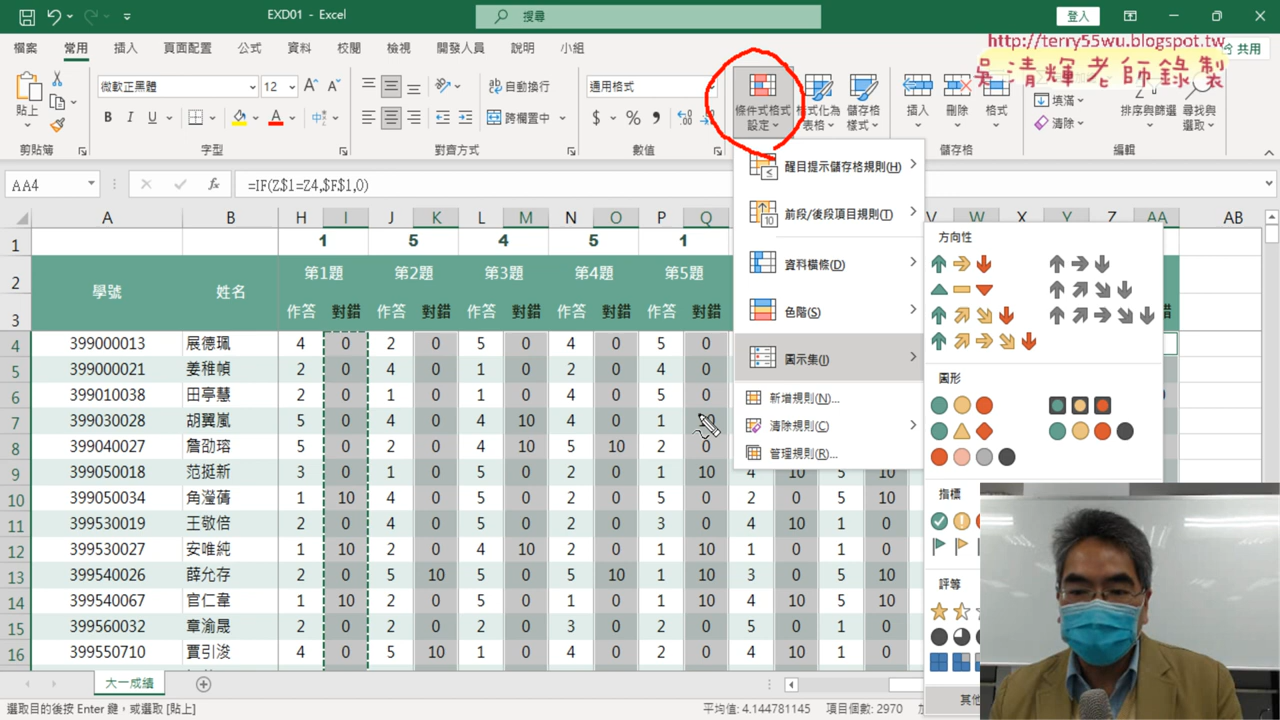 EXD01 - Excel
搜尋
登入
檔案 常用 插入 頁面配置 公式 資料 校閱 檢視 開發人員 說明 小組 共用
http://terry55wu.blogspot.tw
吳清輝老師錄製
貼上 微軟正黑體 12 自動換行 通用格式 條件式格式設定 格式化為表格 儲存格樣式 插入 刪除 格式 填滿 清除 排序與篩選 尋找與選取
B I U 跨欄置中 $ % 9
剪貼簿 字型 對齊方式 數值 儲存格 編輯
AA4 =IF(Z$1=Z4,$F$1,0)
醒目提示儲存格規則(H)
前段/後段項目規則(T)
資料橫條(D)
色階(S)
圖示集(I)
新增規則(N)...
清除規則(C)
管理規則(R)...
方向性
圖形
指標
評等
其他
A B H I J K L M N O P Q V W X Y Z AA AB
1 1 5 4 5 1
2 學號 姓名 第1題 第2題 第3題 第4題 第5題
3 作答 對錯 作答 對錯 作答 對錯 作答 對錯 作答 對錯
4 399000013 展德珮 4 0 2 0 5 0 4 0 5 0
5 399000021 姜稚幀 2 0 4 0 1 0 2 0 4 0
6 399010038 田亭慧 2 0 1 0 1 0 4 0 5 0
7 399030028 胡翼嵐 5 0 4 0 4 10 4 0 1
8 399040027 詹劭瑢 5 0 2 0 4 10 5 10 2 0
9 399050018 范挺新 3 0 1 0 5 0 2 0 1 10 4 10 5 10
10 399050034 角瀅蒨 1 10 4 0 5 0 2 0 5 0 2 0 5 10
11 399530019 王敬倍 2 0 4 0 5 0 2 0 3 0 4 10 1 0
12 399530027 安唯純 1 10 2 0 4 10 2 0 1 10 1 0 1 0
13 399540026 薛允存 2 0 5 10 5 0 5 10 1 10 3 0 5 10
14 399540067 官仁韋 1 10 2 0 5 0 1 0 1 10 4 10 5 10
15 399560032 章渝晟 2 0 2 0 2 0 3 0 2 0 5 0 1 0
16 399550710 賈引浚 4 0 5 10 1 0 4 0 2 0 4 10 1 0
大一成績
選取目的後按 Enter 鍵，或選取 [貼上] 平均值: 4.144781145 項目個數: 2970